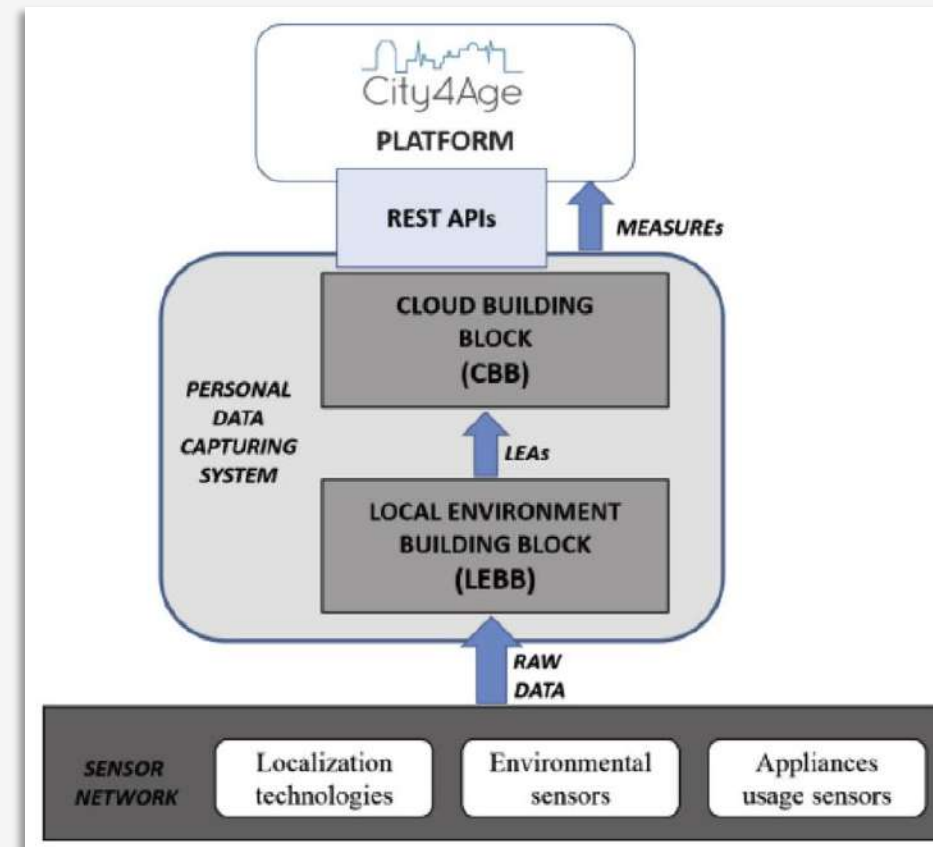 City4Age
PLATFORM
REST APIs
MEASUREs
CLOUD BUILDING
BLOCK
(CBB)
PERSONAL
DATA
CAPTURING
SYSTEM
LEAs
LOCAL ENVIRONMENT
BUILDING BLOCK
(LEBB)
RAW
DATA
SENSOR
NETWORK
Localization
technologies
Environmental
sensors
Appliances
usage sensors